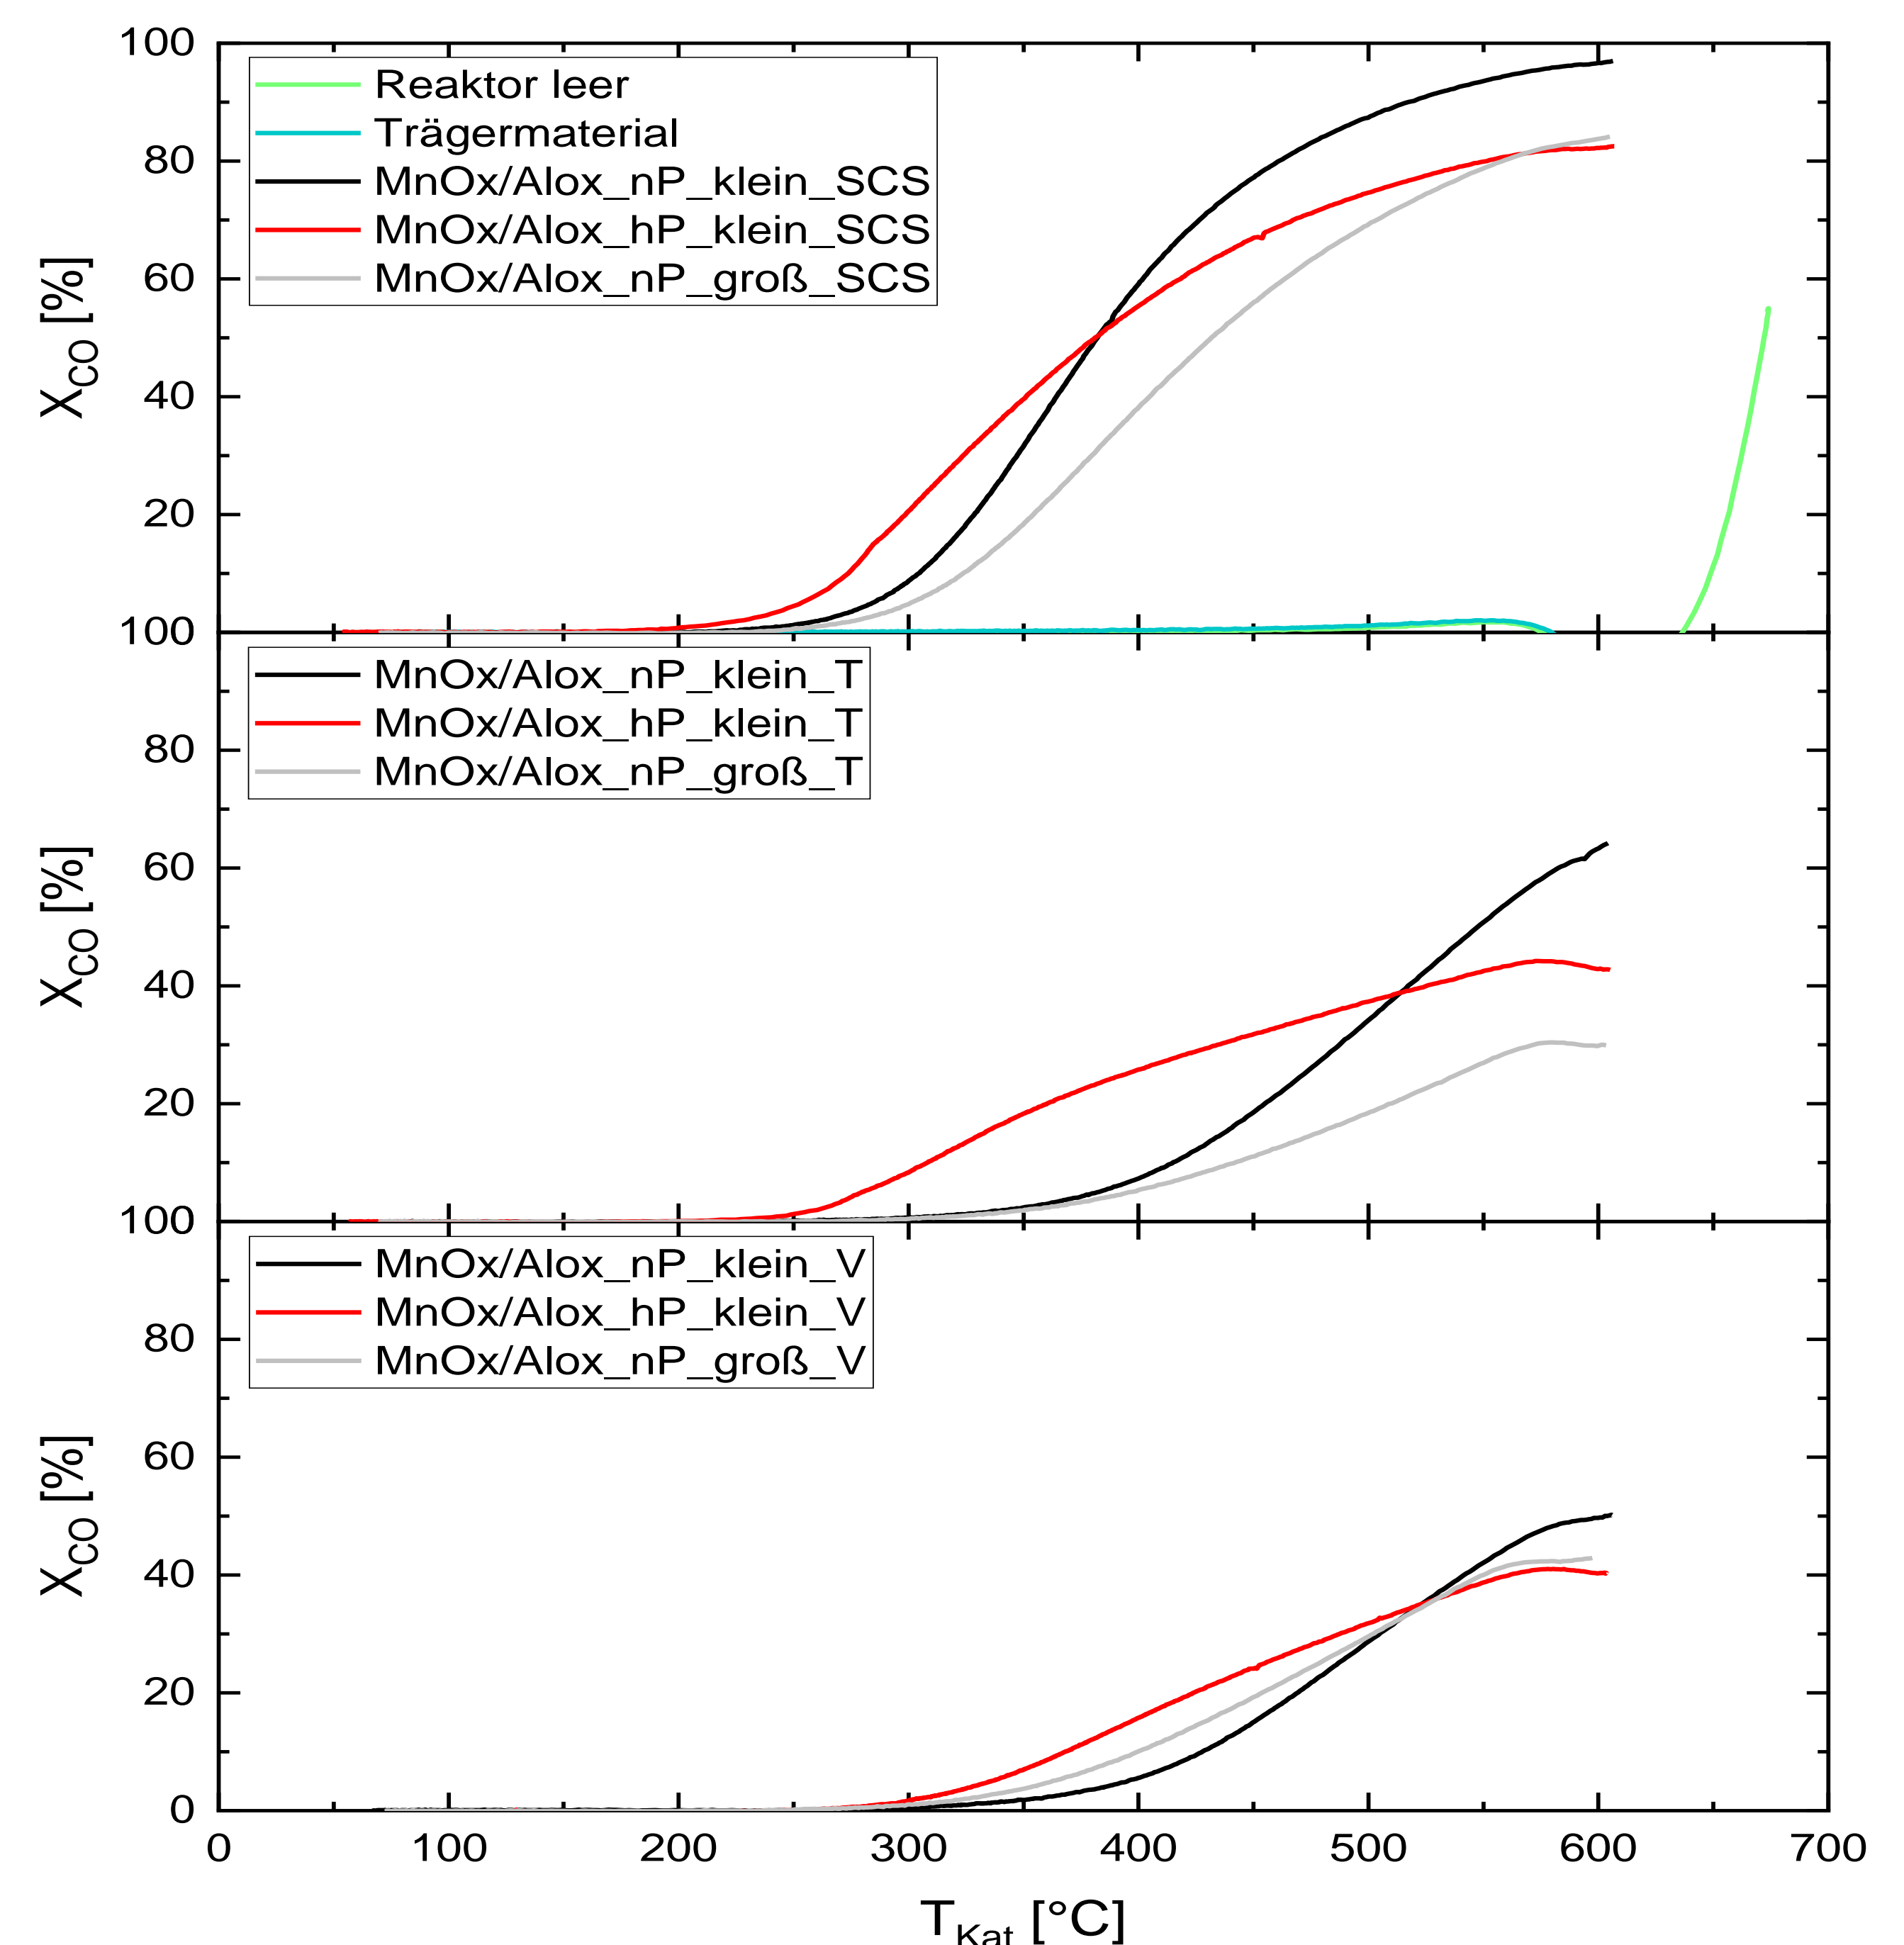 100
80
60
40
20
X_CO [%]
Reaktor leer
Trägermaterial
MnOx/Alox_nP_klein_SCS
MnOx/Alox_hP_klein_SCS
MnOx/Alox_nP_groß_SCS
100
80
60
40
20
X_CO [%]
MnOx/Alox_nP_klein_T
MnOx/Alox_hP_klein_T
MnOx/Alox_nP_groß_T
100
80
60
40
20
0
X_CO [%]
MnOx/Alox_nP_klein_V
MnOx/Alox_hP_klein_V
MnOx/Alox_nP_groß_V
0 100 200 300 400 500 600 700
T_Kat [°C]